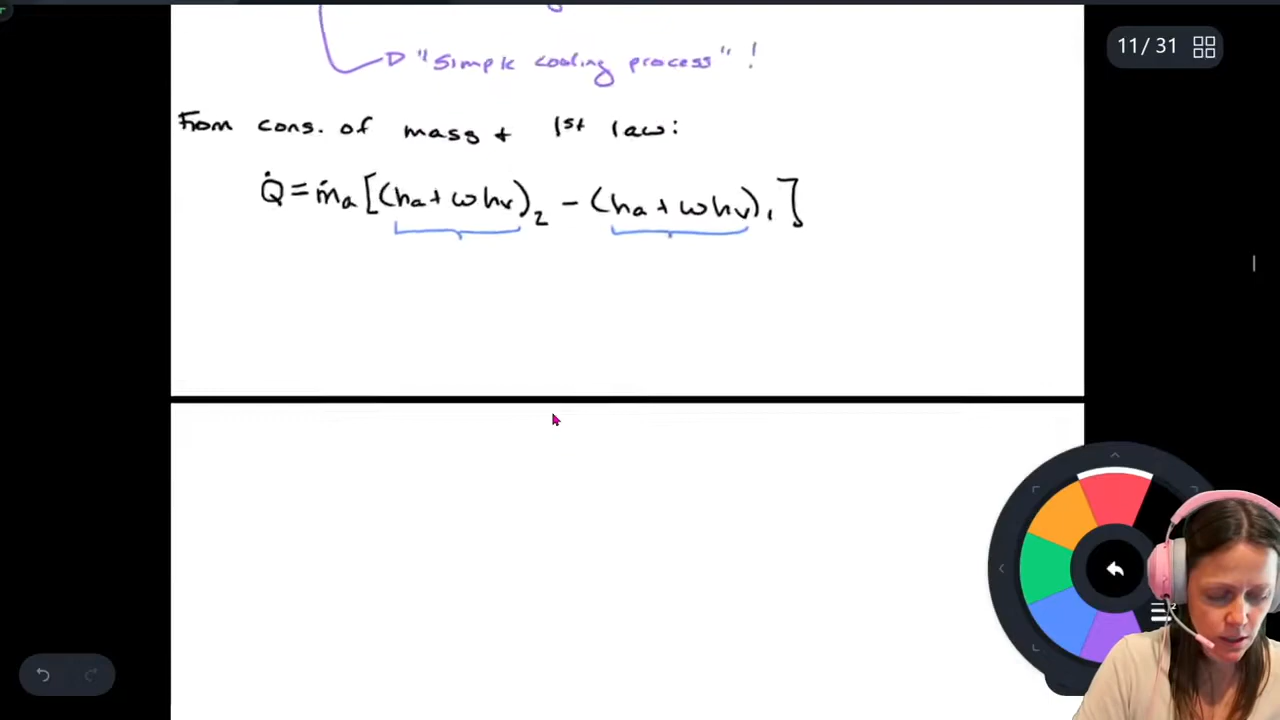 11/ 31
"Simple cooling process"!
From cons. of mass + 1st law:
Q̇ = ṁa [(ha + ωhv)₂ − (ha + ωhv)₁]